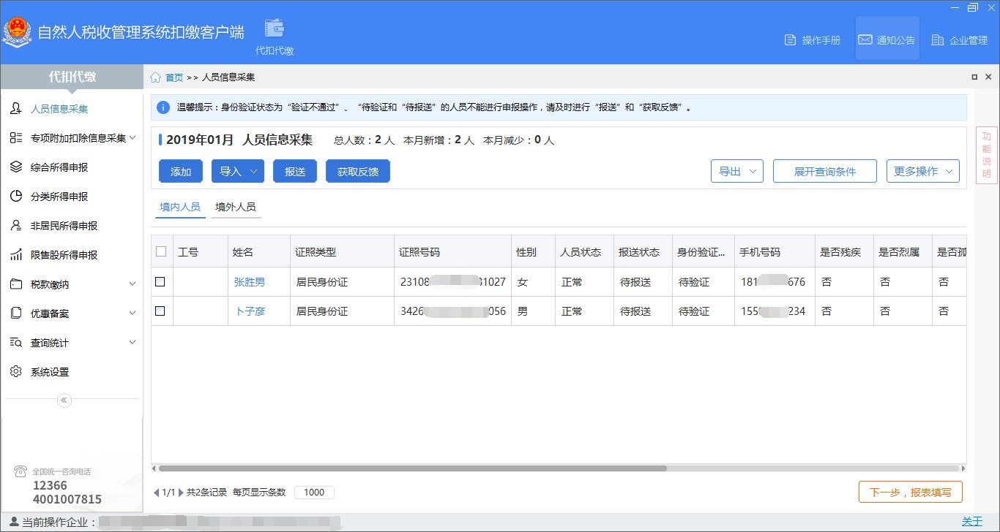 自然人税收管理系统扣缴客户端
代扣代缴
操作手册 通知公告 企业管理
代扣代缴
首页 >> 人员信息采集
人员信息采集
专项附加扣除信息采集
综合所得申报
分类所得申报
非居民所得申报
限售股所得申报
税款缴纳
优惠备案
查询统计
系统设置
全国统一咨询电话
12366
4001007815
温馨提示：身份验证状态为“验证不通过”、“待验证和“待报送”的人员不能进行申报操作，请及时进行“报送”和“获取反馈”。
2019年01月 人员信息采集 总人数：2 人 本月新增：2 人 本月减少：0 人
添加 导入 报送 获取反馈 导出 展开查询条件 更多操作
境内人员 境外人员
工号 姓名 证照类型 证照号码 性别 人员状态 报送状态 身份验证... 手机号码 是否残疾 是否烈属 是否孤
张胜男 居民身份证 23108 31027 女 正常 待报送 待验证 181 676 否 否 否
卜子彦 居民身份证 3426 056 男 正常 待报送 待验证 155 234 否 否 否
功能说明
1/1 共2条记录 每页显示条数 1000
下一步，报表填写
当前操作企业： 关于